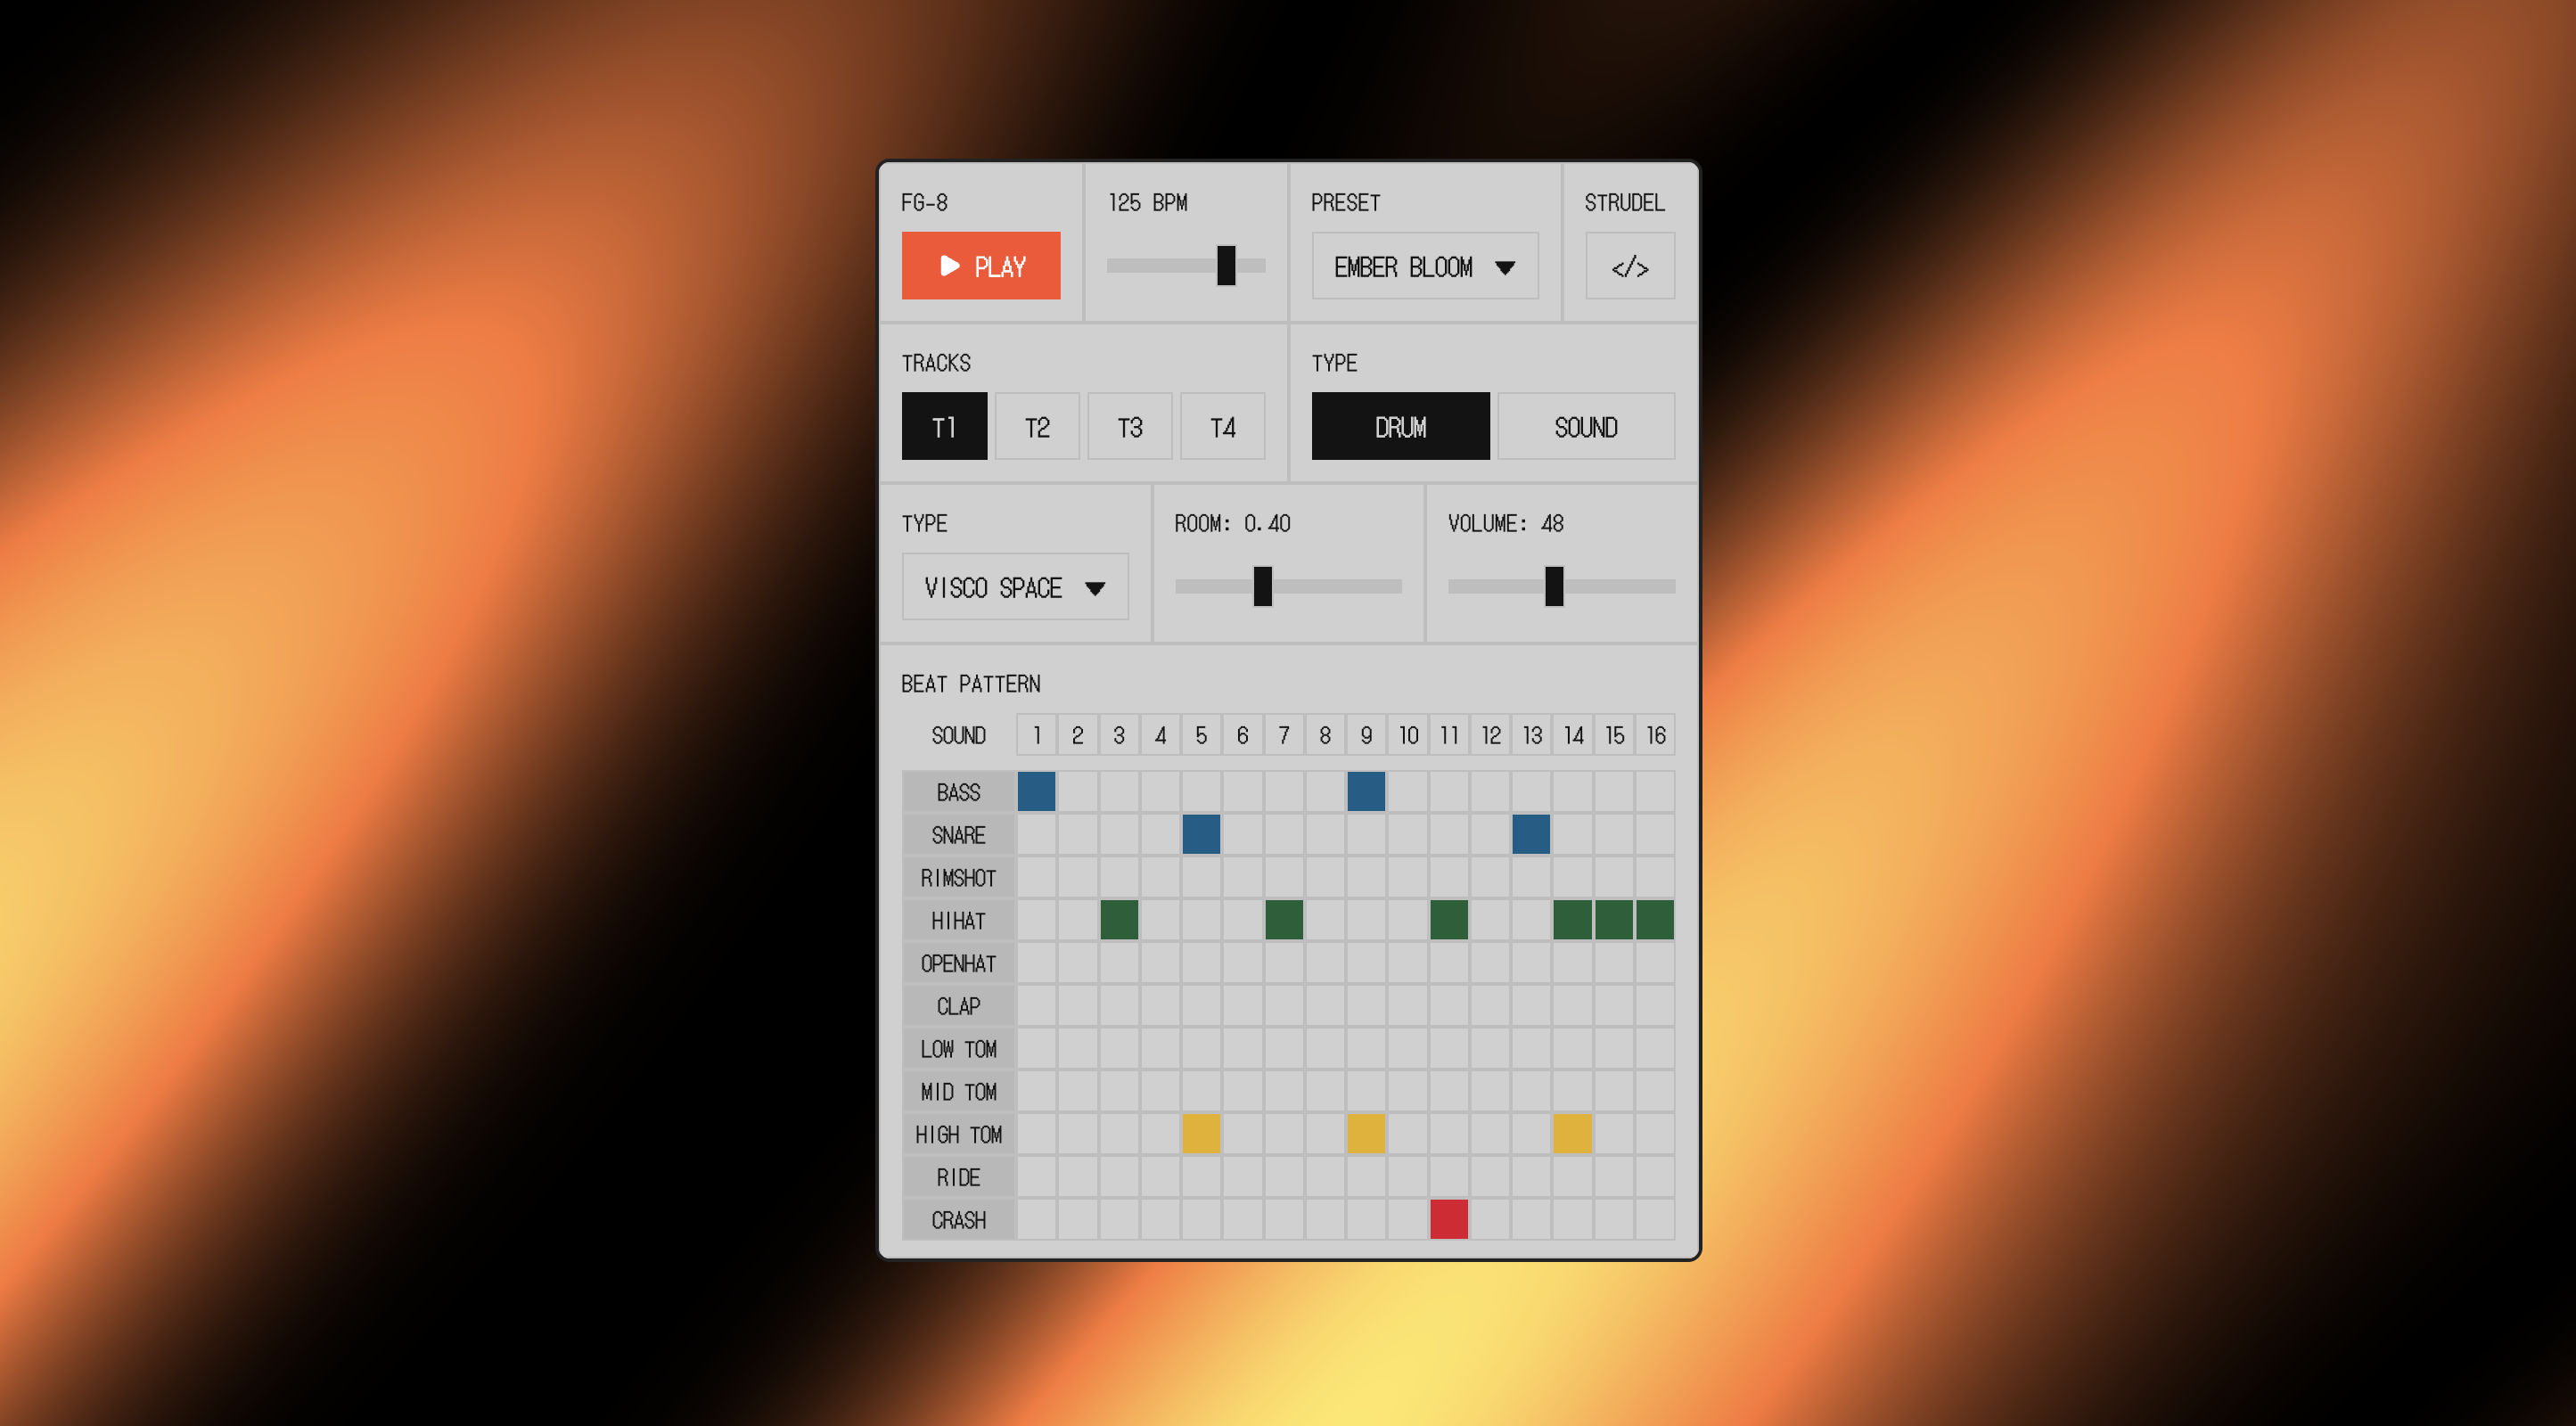 FG-8
125 BPM
PRESET
STRUDEL
PLAY
EMBER BLOOM
</>
TRACKS
TYPE
T1 T2 T3 T4
DRUM SOUND
TYPE
ROOM: 0.40
VOLUME: 48
VISCO SPACE
BEAT PATTERN
SOUND 1 2 3 4 5 6 7 8 9 10 11 12 13 14 15 16
BASS
SNARE
RIMSHOT
HIHAT
OPENHAT
CLAP
LOW TOM
MID TOM
HIGH TOM
RIDE
CRASH